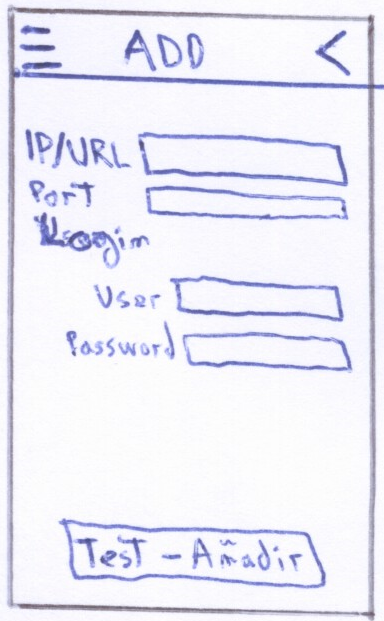 ADD
IP/URL
Port
Login
User
Password
Test - Añadir